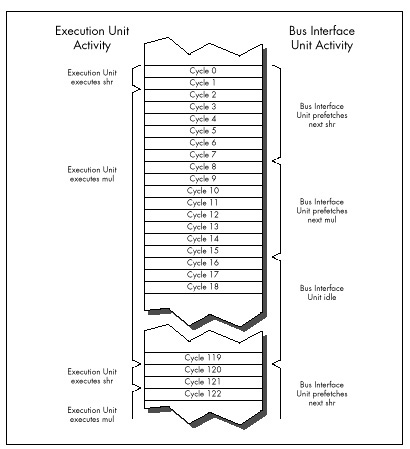 Execution Unit
Activity
Bus Interface
Unit Activity
Execution Unit
executes shr
Cycle 0
Cycle 1
Cycle 2
Cycle 3
Cycle 4
Cycle 5
Cycle 6
Cycle 7
Cycle 8
Cycle 9
Cycle 10
Cycle 11
Cycle 12
Cycle 13
Cycle 14
Cycle 15
Cycle 16
Cycle 17
Cycle 18
Bus Interface
Unit prefetches
next shr
Execution Unit
executes mul
Bus Interface
Unit prefetches
next mul
Bus Interface
Unit idle
Cycle 119
Cycle 120
Cycle 121
Cycle 122
Execution Unit
executes shr
Execution Unit
executes mul
Bus Interface
Unit prefetches
next shr